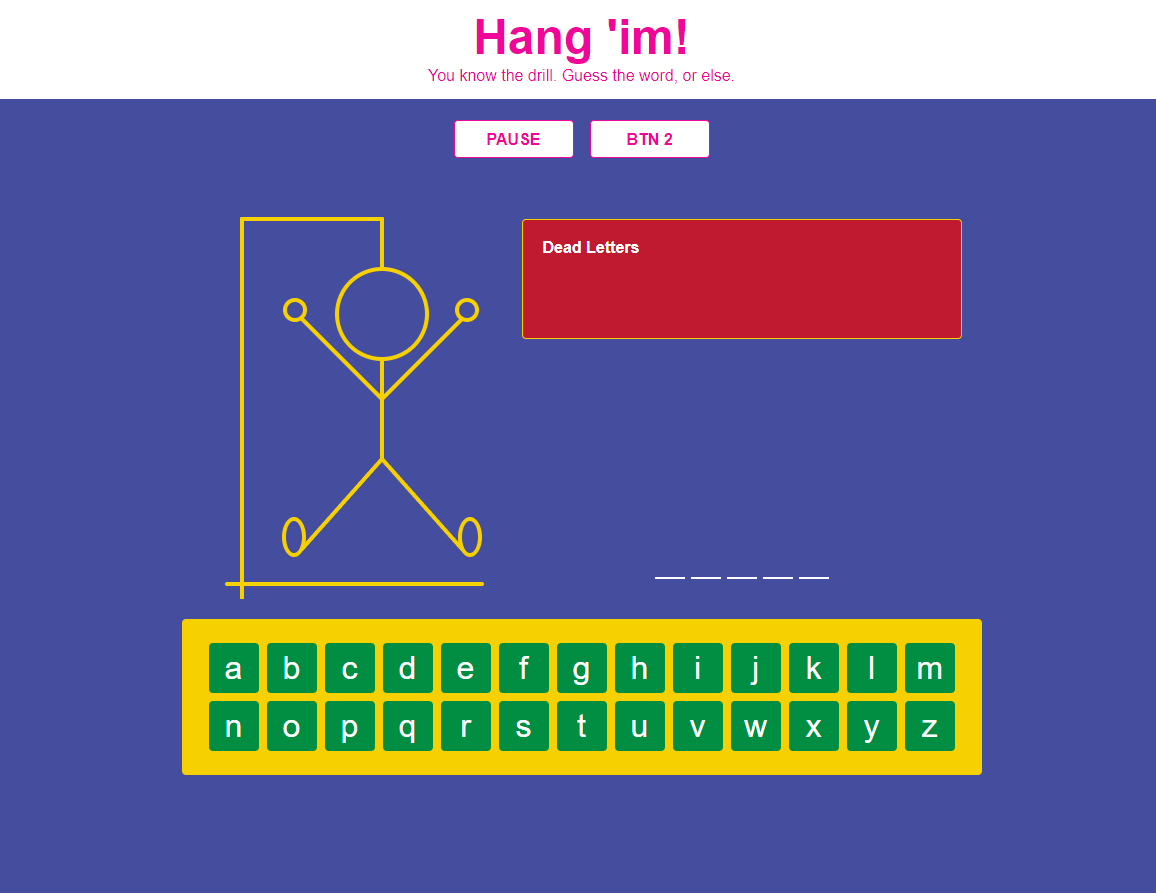 Hang 'im!
You know the drill. Guess the word, or else.
PAUSE BTN 2
Dead Letters
a b c d e f g h i j k l m
n o p q r s t u v w x y z